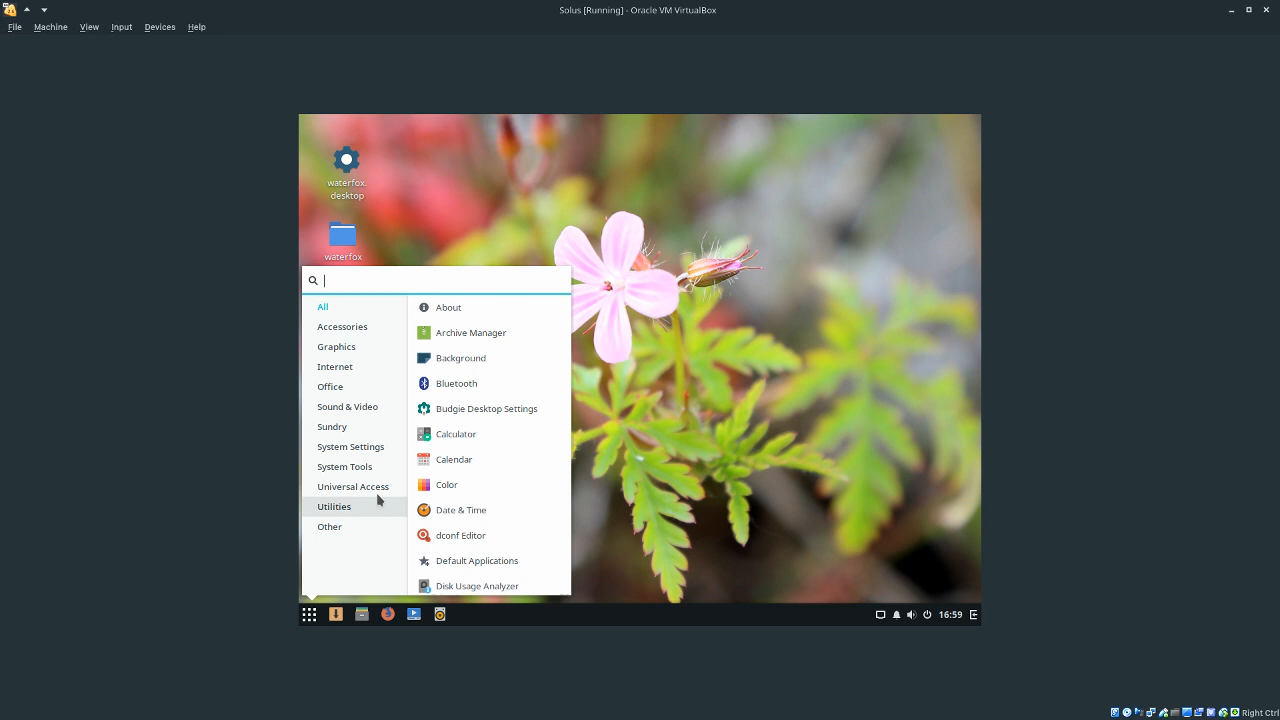 Solus [Running] - Oracle VM VirtualBox
File Machine View Input Devices Help
waterfox.
desktop
waterfox
All
Accessories
Graphics
Internet
Office
Sound & Video
Sundry
System Settings
System Tools
Universal Access
Utilities
Other
About
Archive Manager
Background
Bluetooth
Budgie Desktop Settings
Calculator
Calendar
Color
Date & Time
dconf Editor
Default Applications
Disk Usage Analyzer
16:59
Right Ctrl